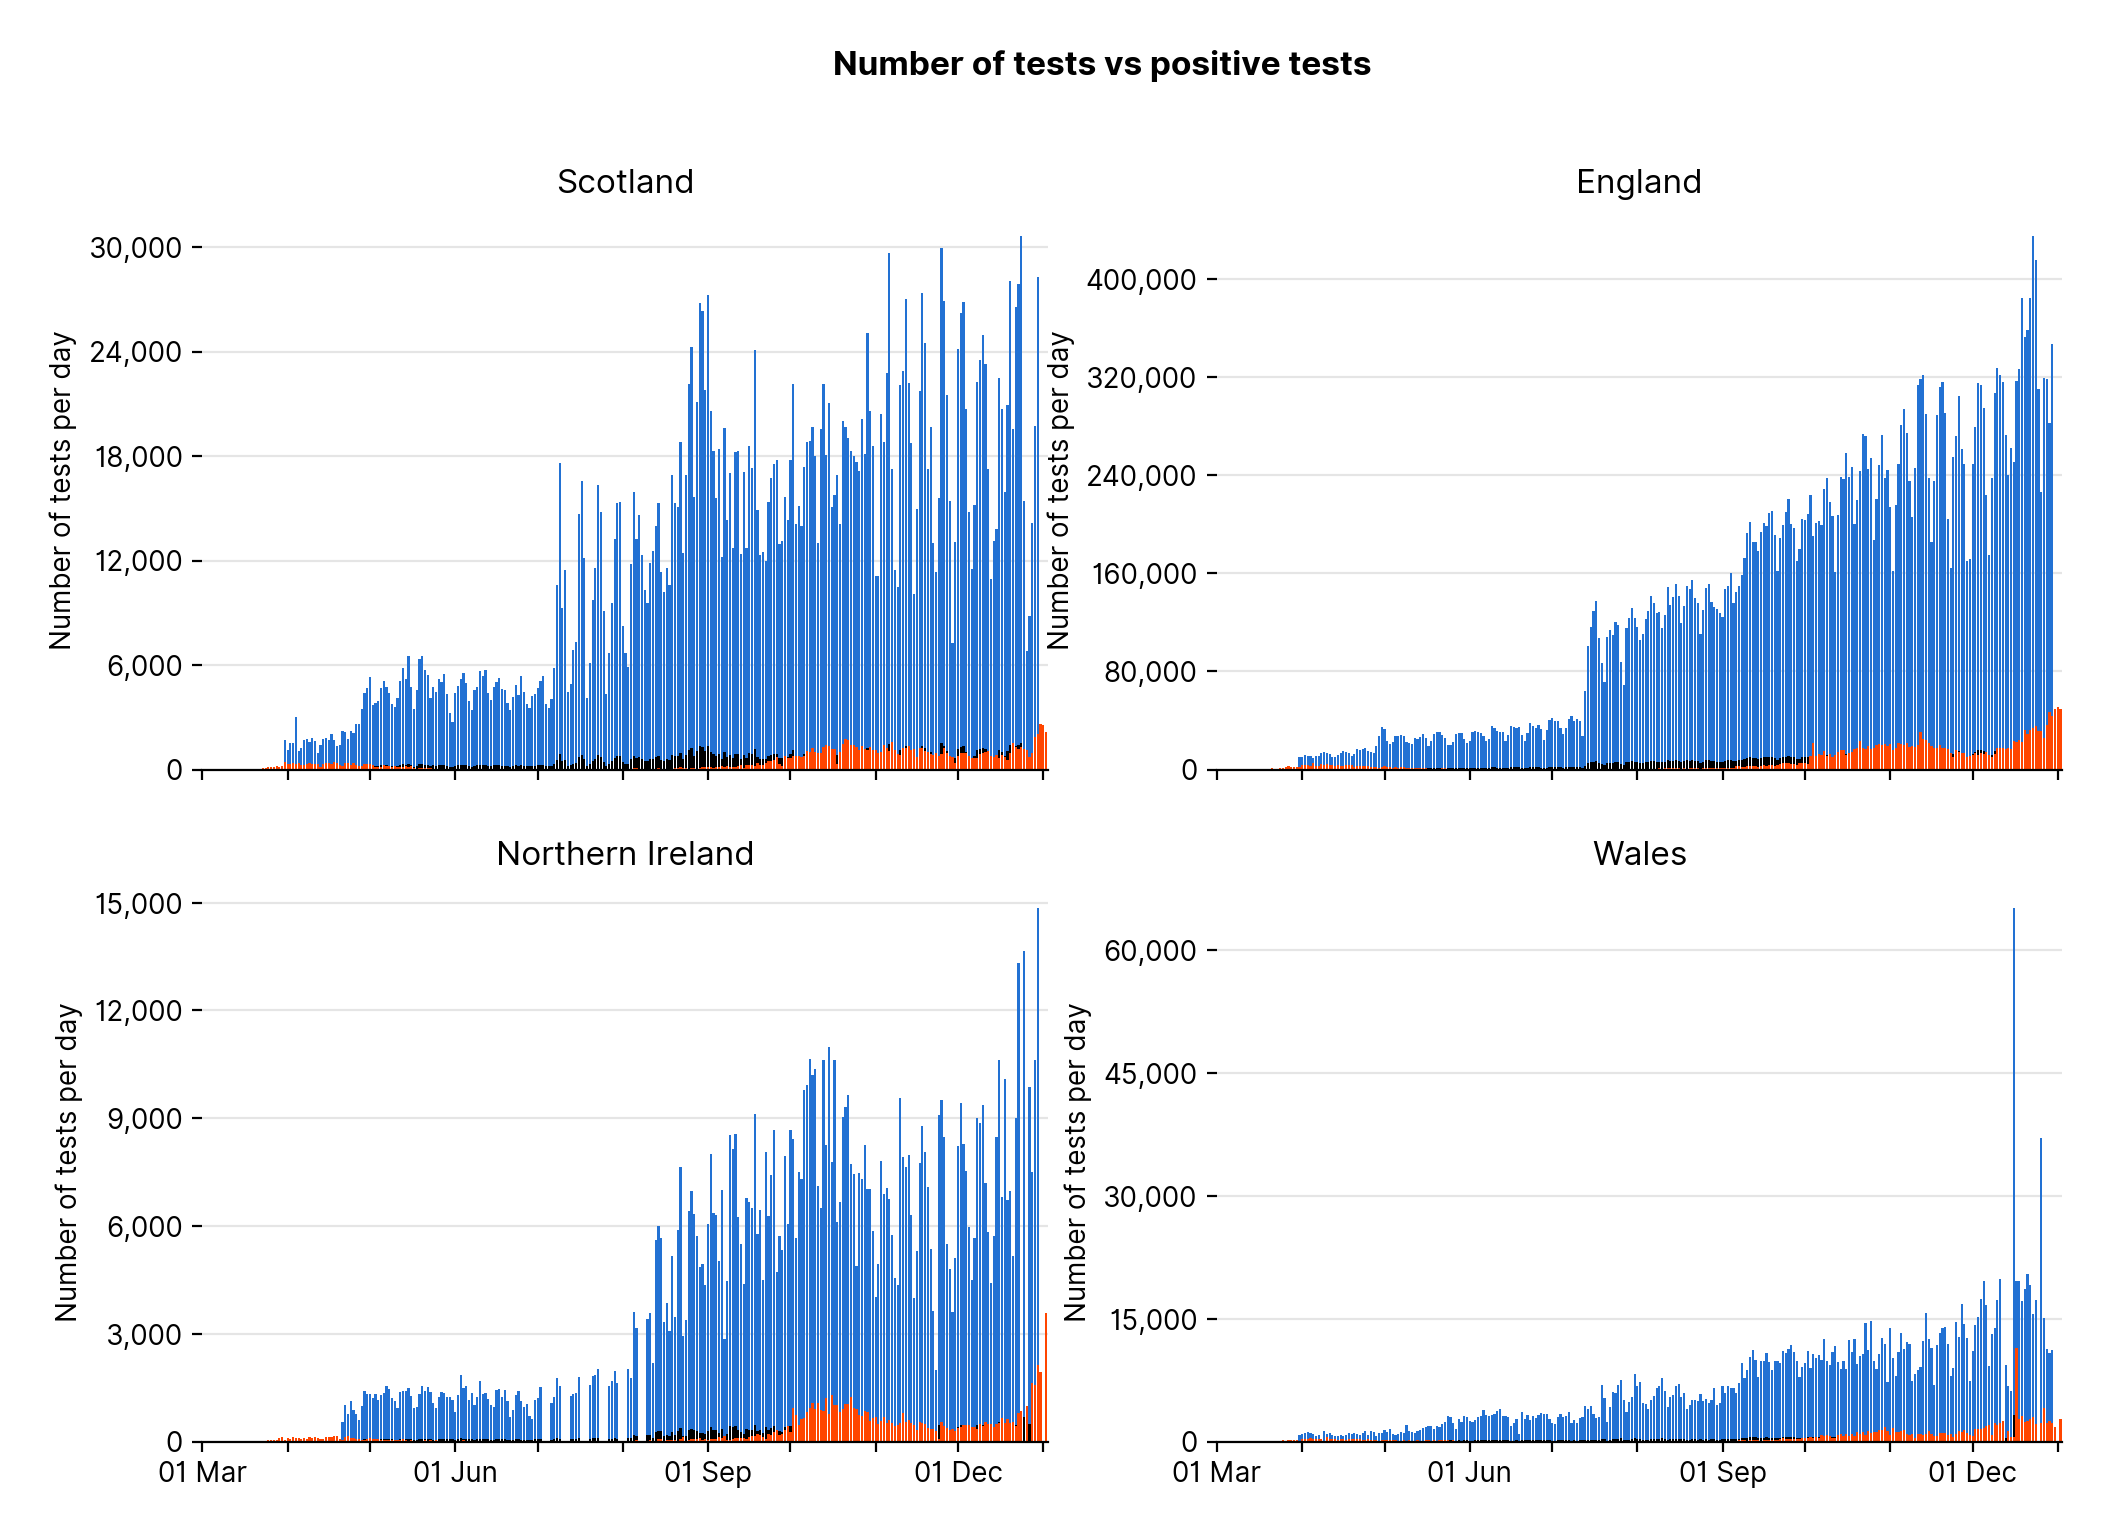 Number of tests vs positive tests
Scotland
30,000
24,000
18,000
12,000
6,000
0
Number of tests per day
England
400,000
320,000
240,000
160,000
80,000
0
Number of tests per day
Northern Ireland
15,000
12,000
9,000
6,000
3,000
0
Number of tests per day
01 Mar
01 Jun
01 Sep
01 Dec
Wales
60,000
45,000
30,000
15,000
0
Number of tests per day
01 Mar
01 Jun
01 Sep
01 Dec